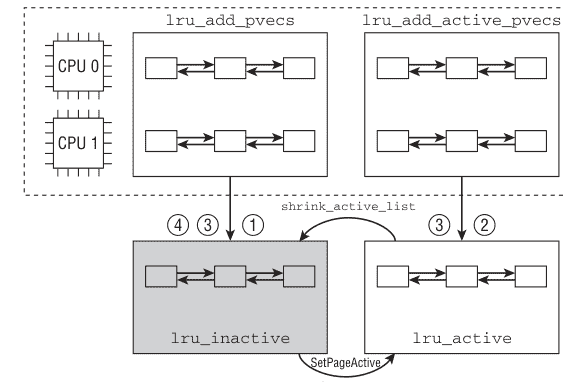 lru_add_pvecs
lru_add_active_pvecs
CPU 0
CPU 1
shrink_active_list
④ ③ ①
③ ②
lru_inactive
lru_active
SetPageActive